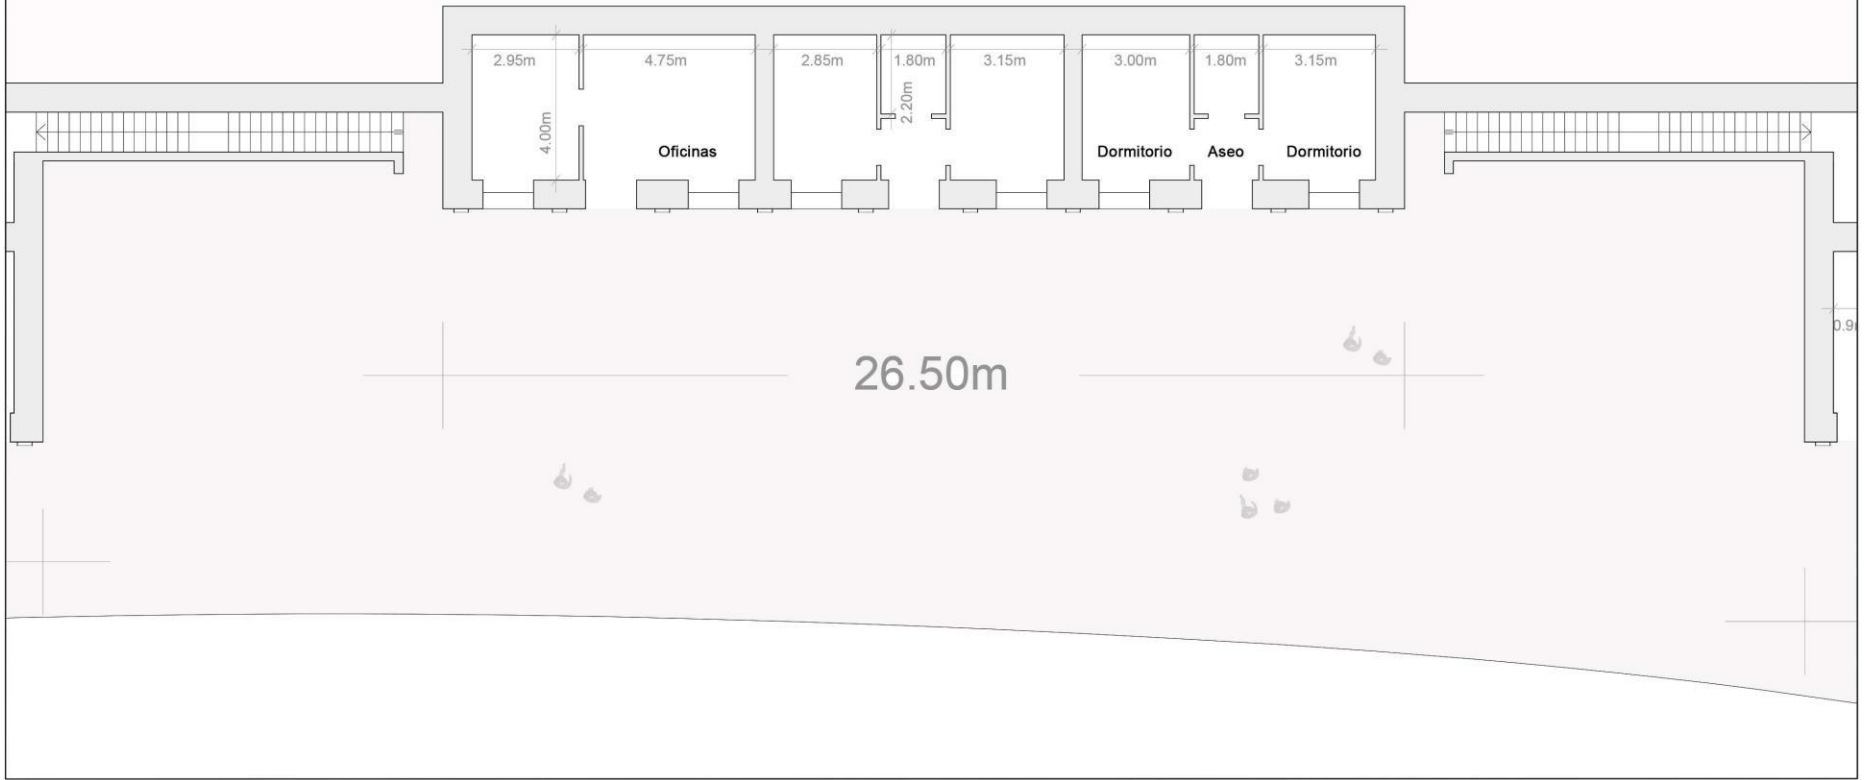 2.95m
4.75m
2.85m
1.80m
3.15m
3.00m
1.80m
3.15m
2.20m
4.00m
Oficinas
Dormitorio
Aseo
Dormitorio
26.50m